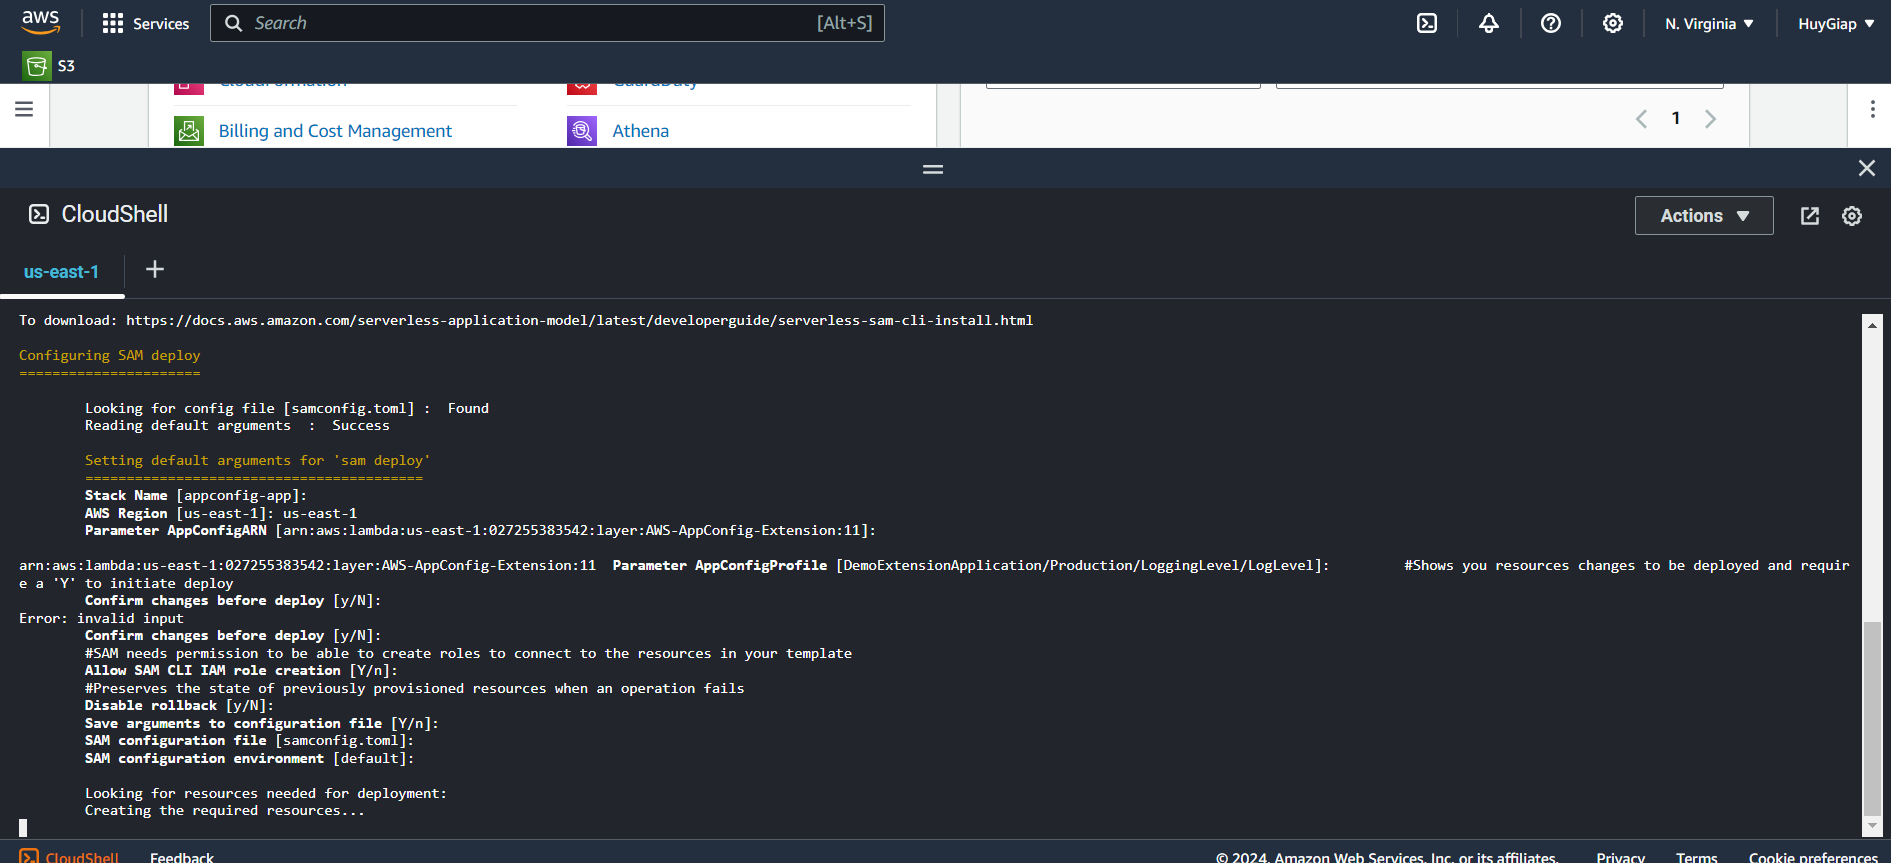 aws
Services
Search
[Alt+S]
N. Virginia
HuyGiap
S3
CloudFormation
GuardDuty
Billing and Cost Management
Athena
1
CloudShell
Actions
us-east-1
To download: https://docs.aws.amazon.com/serverless-application-model/latest/developerguide/serverless-sam-cli-install.html
Configuring SAM deploy
======================
Looking for config file [samconfig.toml] :  Found
Reading default arguments  :  Success
Setting default arguments for 'sam deploy'
=========================================
Stack Name [appconfig-app]:
AWS Region [us-east-1]: us-east-1
Parameter AppConfigARN [arn:aws:lambda:us-east-1:027255383542:layer:AWS-AppConfig-Extension:11]:
arn:aws:lambda:us-east-1:027255383542:layer:AWS-AppConfig-Extension:11  Parameter AppConfigProfile [DemoExtensionApplication/Production/LoggingLevel/LogLevel]:         #Shows you resources changes to be deployed and requir
e a 'Y' to initiate deploy
Confirm changes before deploy [y/N]:
Error: invalid input
Confirm changes before deploy [y/N]:
#SAM needs permission to be able to create roles to connect to the resources in your template
Allow SAM CLI IAM role creation [Y/n]:
#Preserves the state of previously provisioned resources when an operation fails
Disable rollback [y/N]:
Save arguments to configuration file [Y/n]:
SAM configuration file [samconfig.toml]:
SAM configuration environment [default]:
Looking for resources needed for deployment:
Creating the required resources...
CloudShell
Feedback
© 2024, Amazon Web Services, Inc. or its affiliates.
Privacy
Terms
Cookie preferences